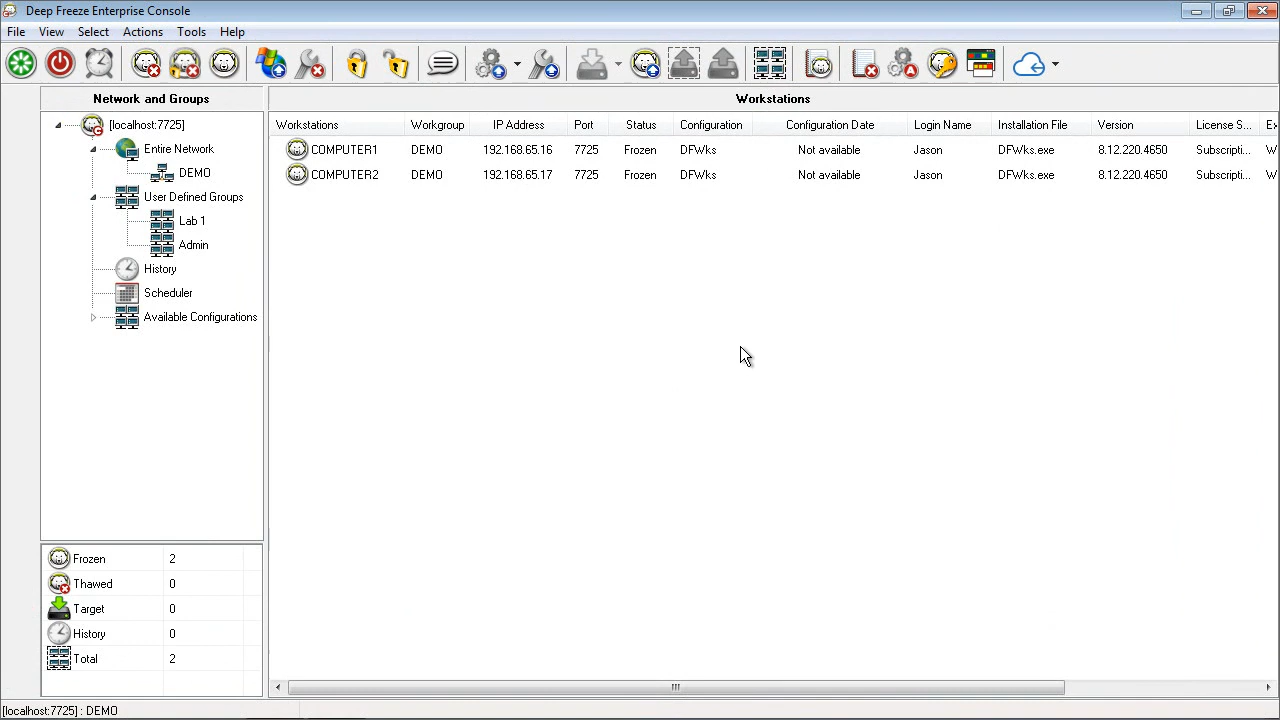 Deep Freeze Enterprise Console
File View Select Actions Tools Help
Network and Groups
Workstations
[localhost:7725]
Entire Network
DEMO
User Defined Groups
Lab 1
Admin
History
Scheduler
Available Configurations
Workstations Workgroup IP Address Port Status Configuration Configuration Date Login Name Installation File Version License S... Ex
COMPUTER1 DEMO 192.168.65.16 7725 Frozen DFWks Not available Jason DFWks.exe 8.12.220.4650 Subscripti... W
COMPUTER2 DEMO 192.168.65.17 7725 Frozen DFWks Not available Jason DFWks.exe 8.12.220.4650 Subscripti... W
Frozen 2
Thawed 0
Target 0
History 0
Total 2
[localhost:7725] : DEMO